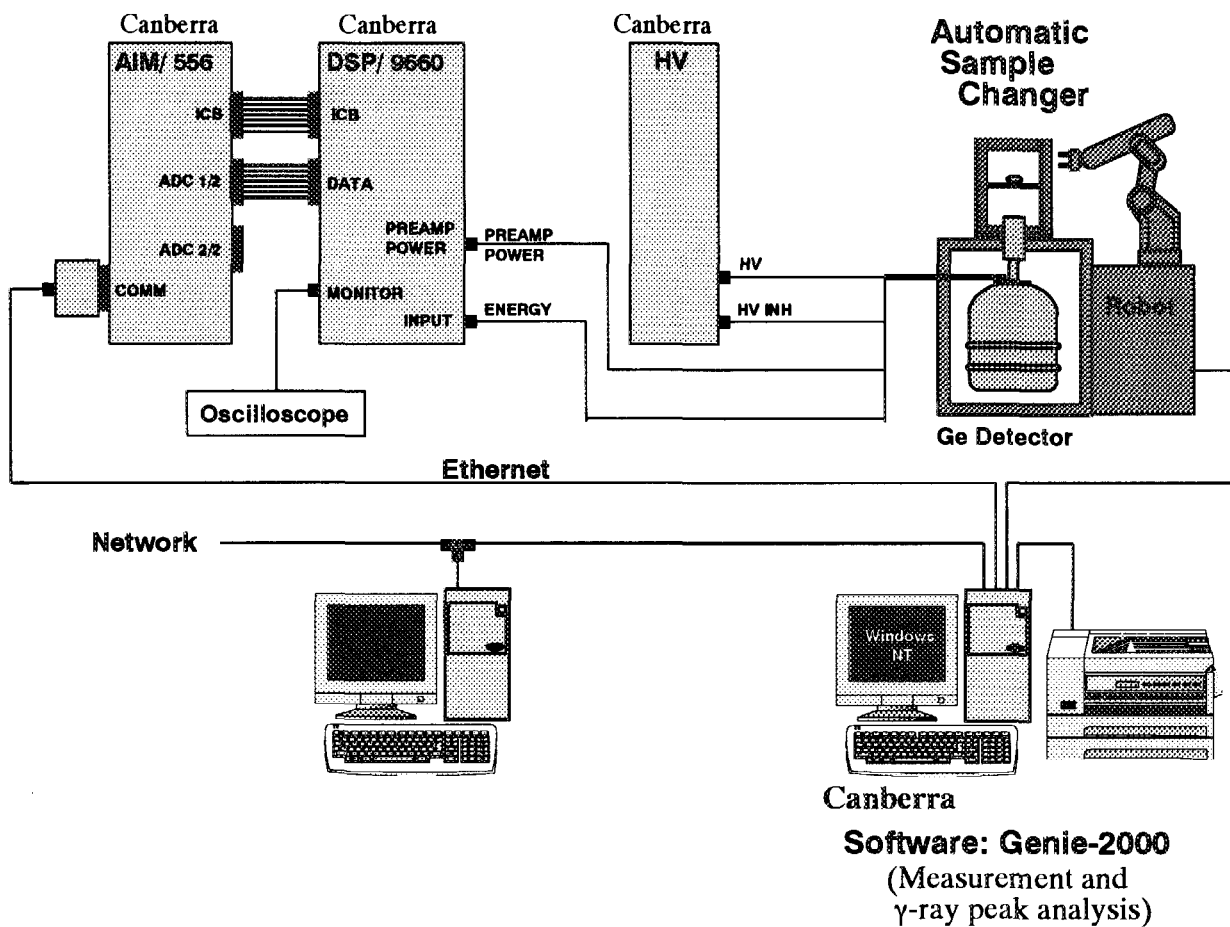 Canberra
Canberra
Canberra
AIM/ 556
DSP/ 9660
HV
Automatic
Sample
Changer
ICB
ICB
ADC 1/2
DATA
ADC 2/2
PREAMP
POWER
PREAMP
POWER
COMM
MONITOR
INPUT
ENERGY
HV
HV INH
Robot
Oscilloscope
Ge Detector
Ethernet
Network
Windows
NT
Canberra
Software: Genie-2000
(Measurement and
γ-ray peak analysis)